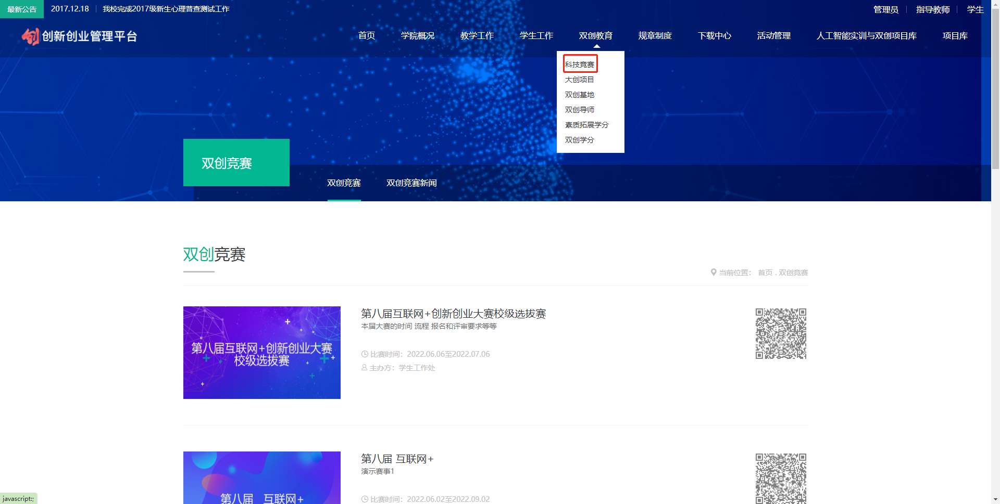 最新公告 2017.12.18 我校完成2017级新生心理普查测试工作 管理员 指导教师 学生
创新创业管理平台 首页 学院概况 教学工作 学生工作 双创教育 规章制度 下载中心 活动管理 人工智能实训与双创项目库 项目库
科技竞赛
大创项目
双创基地
双创导师
素质拓展学分
双创学分
双创竞赛
双创竞赛 双创竞赛新闻
双创竞赛
当前位置： 首页 . 双创竞赛
第八届互联网+创新创业大赛
校级选拔赛
第八届互联网+创新创业大赛校级选拔赛
本届大赛的时间 流程 报名和评审要求等等
比赛时间：2022.06.06至2022.07.06
主办方：学生工作处
第八届 互联网+
第八届 互联网+
演示赛事1
比赛时间：2022.06.02至2022.09.02
javascript:;